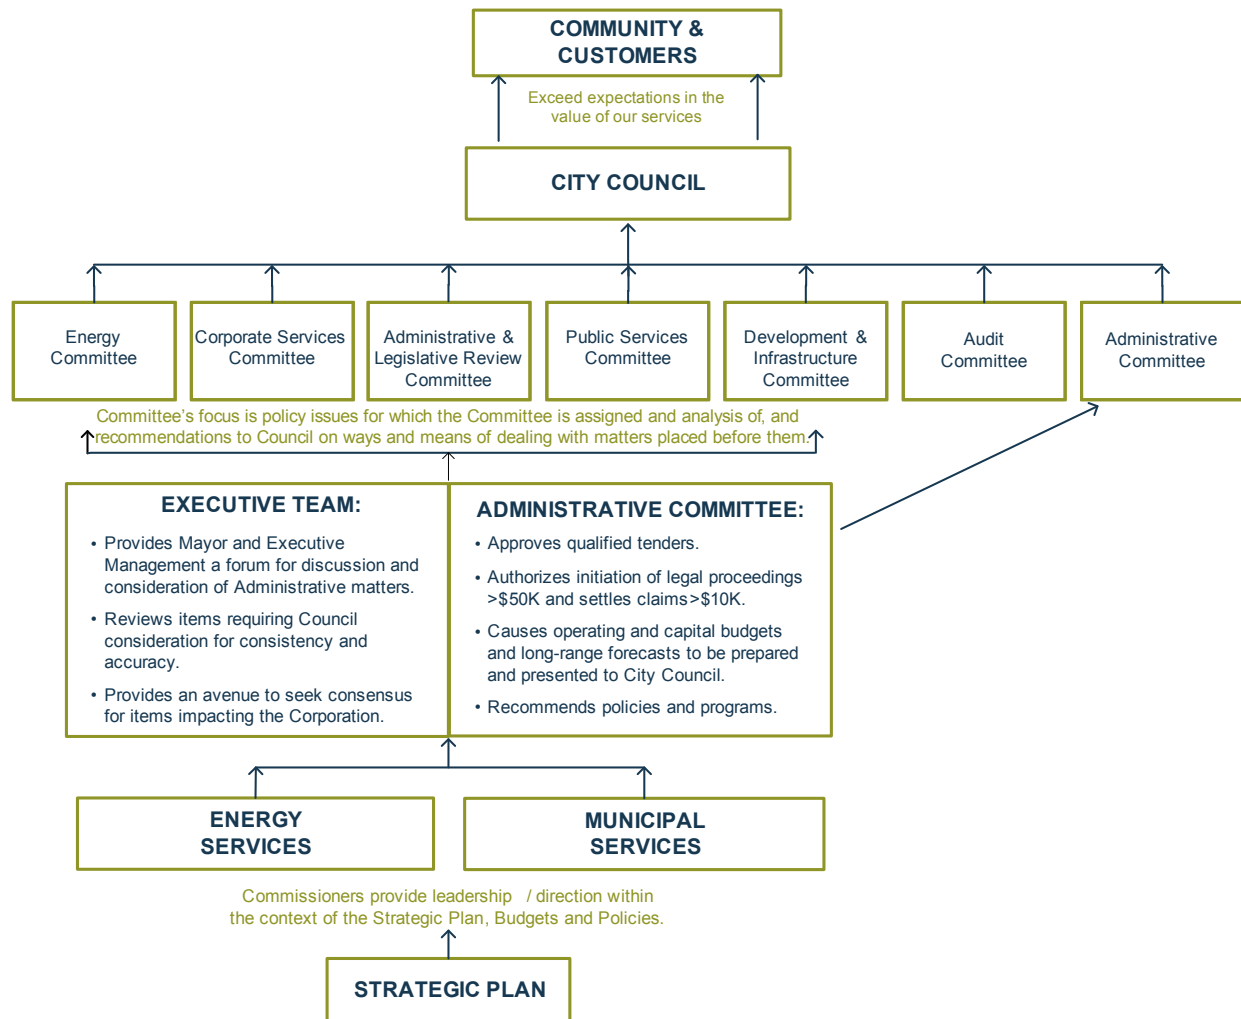 COMMUNITY &
CUSTOMERS
Exceed expectations in the
value of our services
CITY COUNCIL
Energy
Committee
Corporate Services
Committee
Administrative &
Legislative Review
Committee
Public Services
Committee
Development &
Infrastructure
Committee
Audit
Committee
Administrative
Committee
Committee's focus is policy issues for which the Committee is assigned and analysis of, and
recommendations to Council on ways and means of dealing with matters placed before them.
EXECUTIVE TEAM:
• Provides Mayor and Executive
Management a forum for discussion and
consideration of Administrative matters.
• Reviews items requiring Council
consideration for consistency and
accuracy.
• Provides an avenue to seek consensus
for items impacting the Corporation.
ADMINISTRATIVE COMMITTEE:
• Approves qualified tenders.
• Authorizes initiation of legal proceedings
>$50K and settles claims>$10K.
• Causes operating and capital budgets
and long-range forecasts to be prepared
and presented to City Council.
• Recommends policies and programs.
ENERGY
SERVICES
MUNICIPAL
SERVICES
Commissioners provide leadership / direction within
the context of the Strategic Plan, Budgets and Policies.
STRATEGIC PLAN